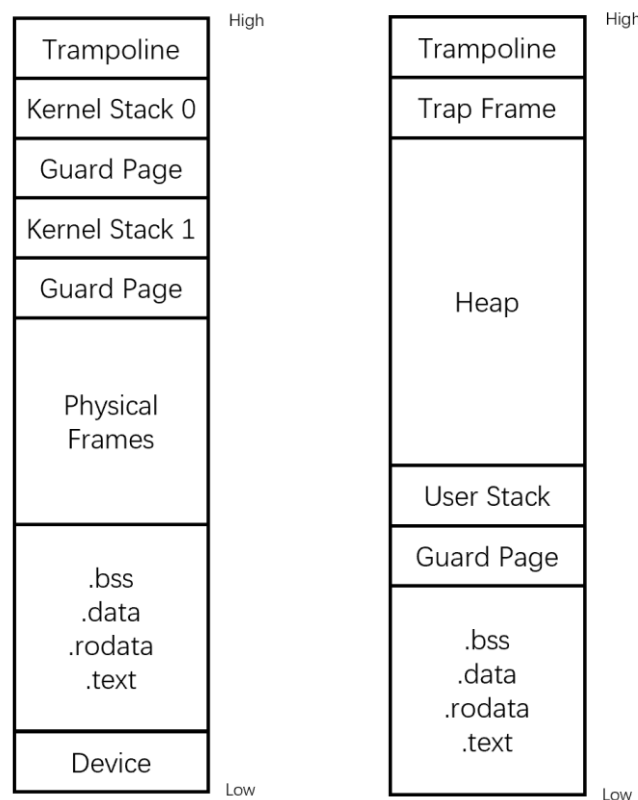 High
Trampoline
Kernel Stack 0
Guard Page
Kernel Stack 1
Guard Page
Physical
Frames
.bss
.data
.rodata
.text
Device
Low
High
Trampoline
Trap Frame
Heap
User Stack
Guard Page
.bss
.data
.rodata
.text
Low